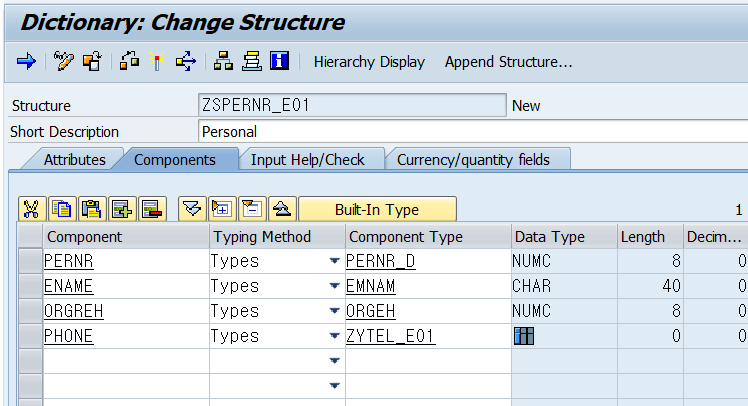 Dictionary: Change Structure
Hierarchy Display Append Structure...
Structure ZSPERNR_E01 New
Short Description Personal
Attributes Components Input Help/Check Currency/quantity fields
Built-In Type 1
Component Typing Method Component Type Data Type Length Decim...
PERNR Types PERNR_D NUMC 8 0
ENAME Types EMNAM CHAR 40 0
ORGREH Types ORGEH NUMC 8 0
PHONE Types ZYTEL_E01 0 0